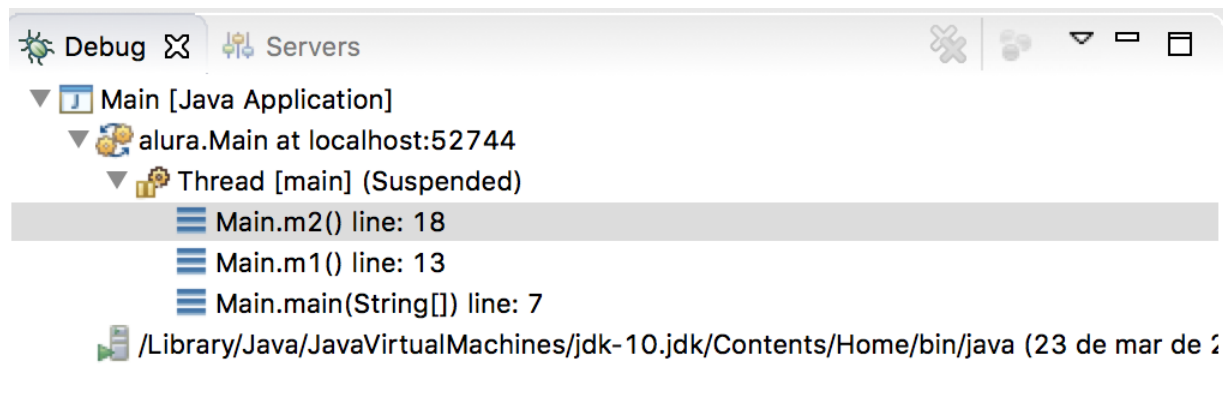 Debug Servers
Main [Java Application]
alura.Main at localhost:52744
Thread [main] (Suspended)
Main.m2() line: 18
Main.m1() line: 13
Main.main(String[]) line: 7
/Library/Java/JavaVirtualMachines/jdk-10.jdk/Contents/Home/bin/java (23 de mar de